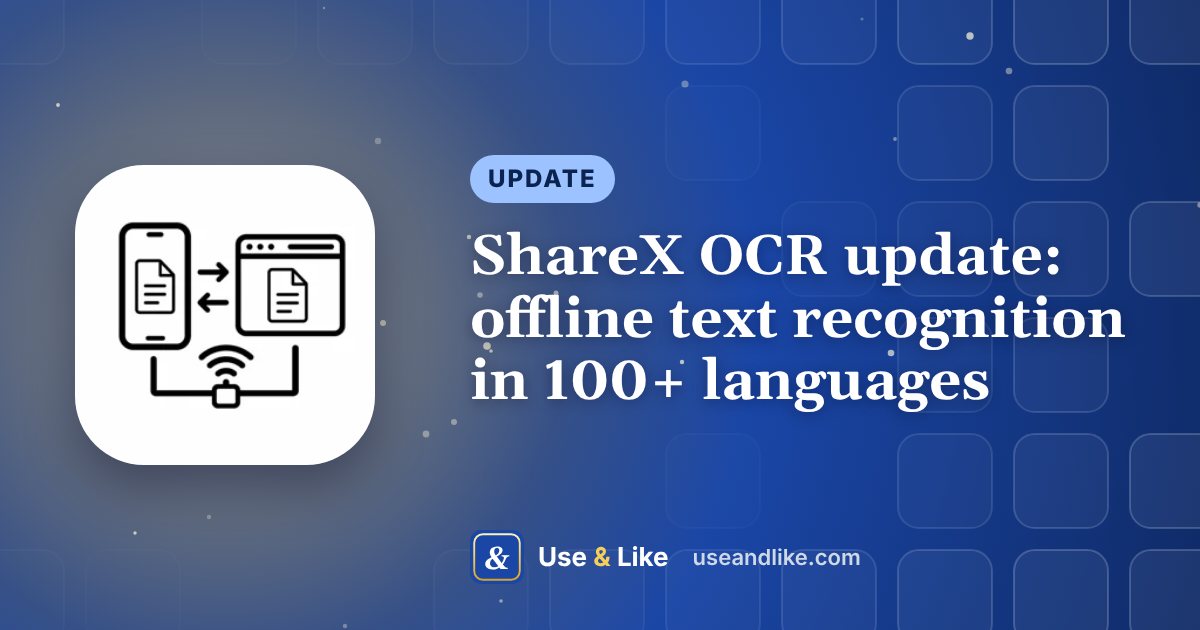 UPDATE
ShareX OCR update:
offline text recognition
in 100+ languages
& Use & Like useandlike.com